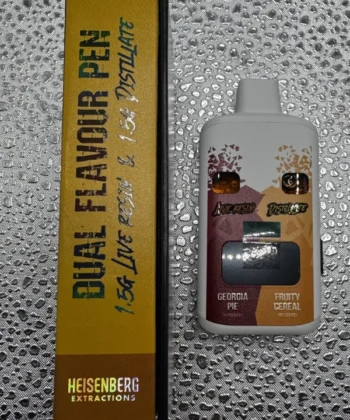 DUAL FLAVOUR PEN
1.5G LIVE RESIN & 1.5G DISTILLATE
HEISENBERG
EXTRACTIONS
LIVE RESIN
DISTILLATE
GEORGIA
PIE
FRUITY
CEREAL